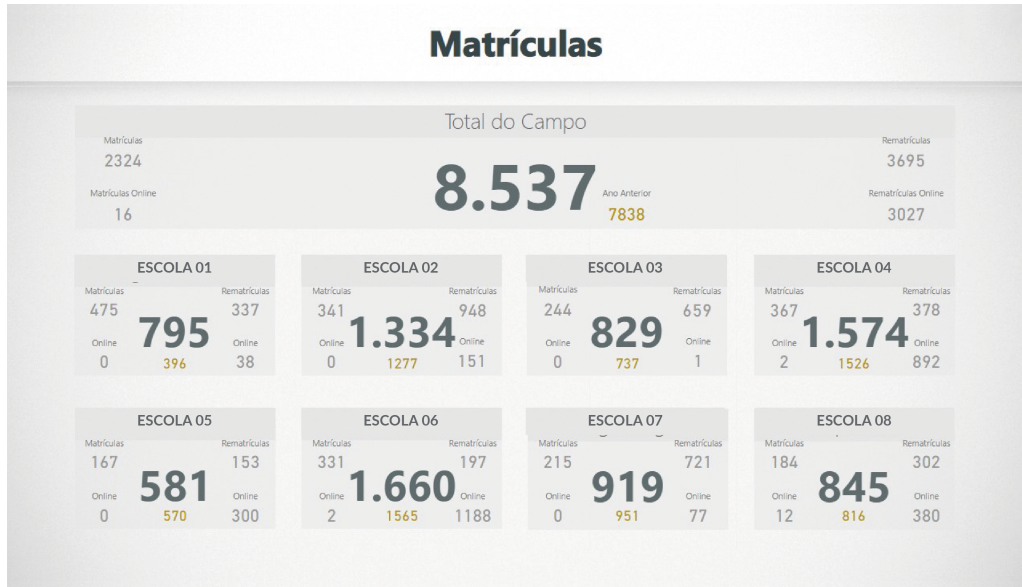 Matrículas
Total do Campo
Matrículas
2324
Matrículas Online
16
8.537
Ano Anterior
7838
Rematrículas
3695
Rematrículas Online
3027
ESCOLA 01
Matrículas Rematrículas
475 795 337
Online Online
0 396 38
ESCOLA 02
Matrículas Rematrículas
341 1.334 948
Online Online
0 1277 151
ESCOLA 03
Matrículas Rematrículas
244 829 659
Online Online
0 737 1
ESCOLA 04
Matrículas Rematrículas
367 1.574 378
Online Online
2 1526 892
ESCOLA 05
Matrículas Rematrículas
167 581 153
Online Online
0 570 300
ESCOLA 06
Matrículas Rematrículas
331 1.660 197
Online Online
2 1565 1188
ESCOLA 07
Matrículas Rematrículas
215 919 721
Online Online
0 951 77
ESCOLA 08
Matrículas Rematrículas
184 845 302
Online Online
12 816 380